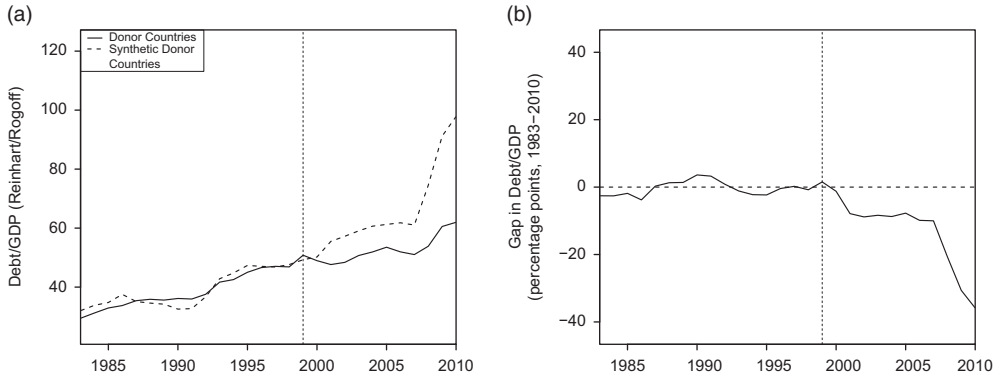 (a)
Donor Countries
Synthetic Donor
Countries
Debt/GDP (Reinhart/Rogoff)
120
100
80
60
40
1985 1990 1995 2000 2005 2010
(b)
Gap in Debt/GDP
(percentage points, 1983−2010)
40
20
0
−20
−40
1985 1990 1995 2000 2005 2010